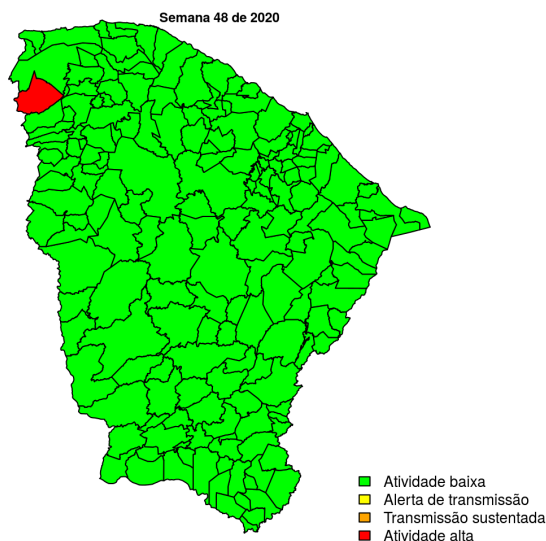 Semana 48 de 2020
Atividade baixa
Alerta de transmissão
Transmissão sustentada
Atividade alta